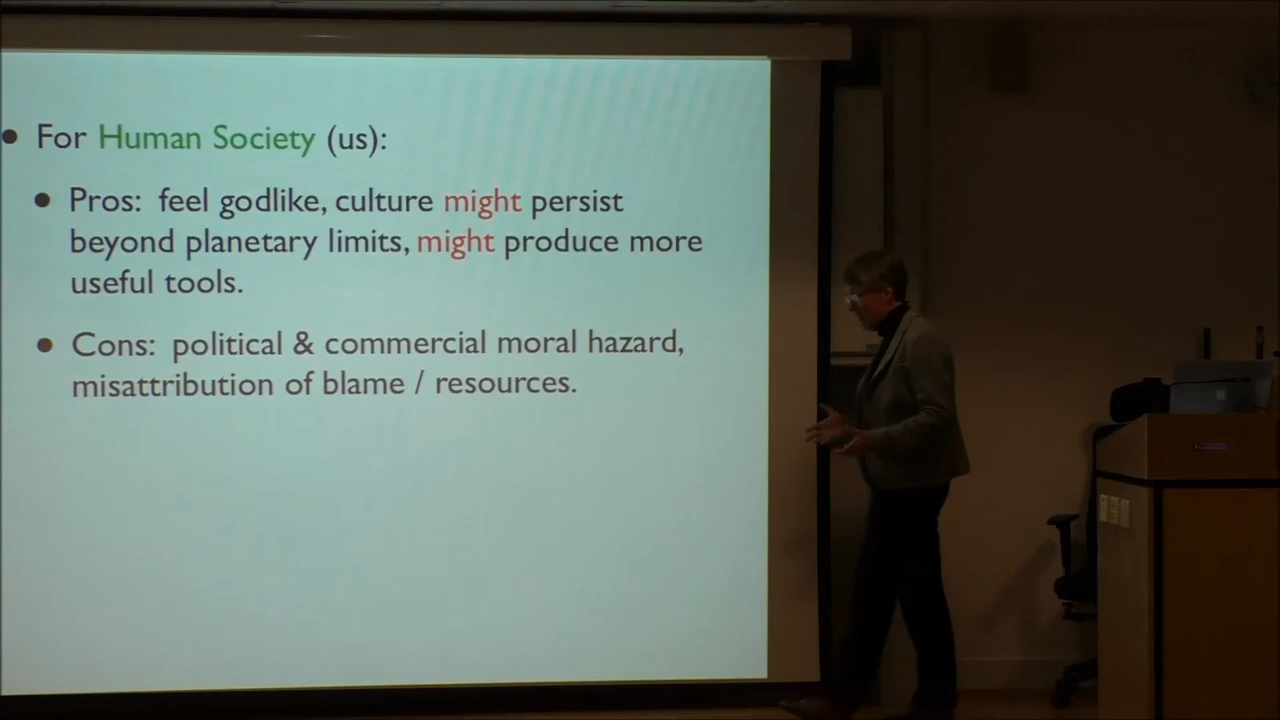 • For Human Society (us):
• Pros: feel godlike, culture might persist
beyond planetary limits, might produce more
useful tools.
• Cons: political & commercial moral hazard,
misattribution of blame / resources.